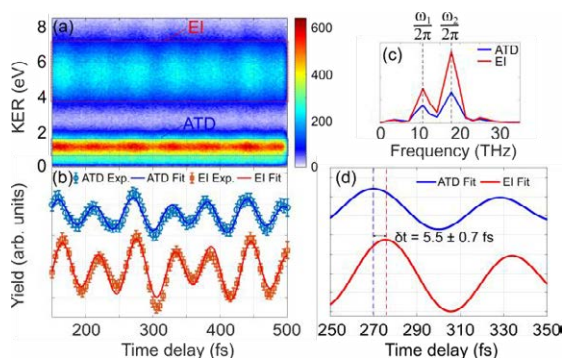 (a)
EI
ATD
KER (eV)
8
6
4
2
0
600
400
200
0
(b)
ATD Exp.
ATD Fit
EI Exp.
EI Fit
Yield (arb. units)
200
300
400
500
Time delay (fs)
ω₁
2π
ω₂
2π
(c)
ATD
EI
0
5
10
15
20
25
30
Frequency (THz)
(d)
ATD Fit
EI Fit
δt = 5.5 ± 0.7 fs
250
270
290
310
330
350
Time delay (fs)